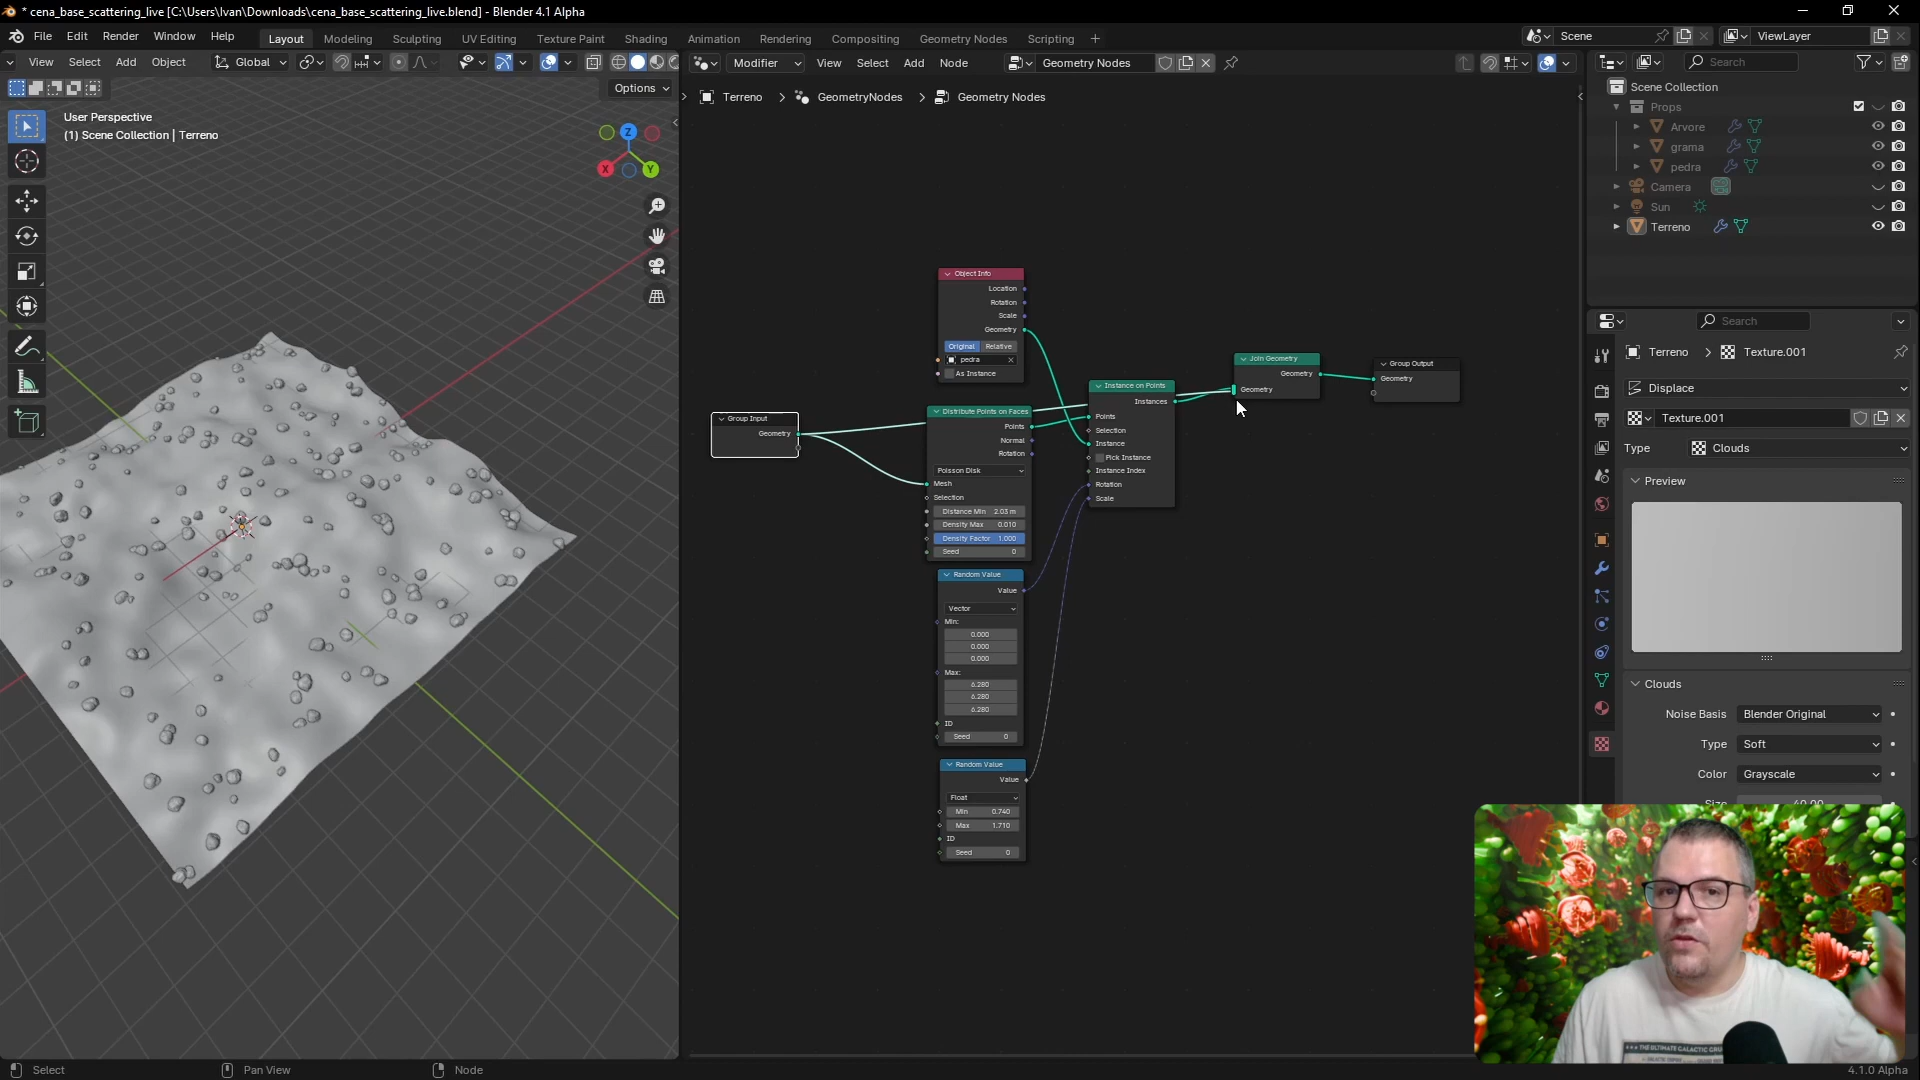 * cena_base_scattering_live [C:\Users\Ivan\Downloads\cena_base_scattering_live.blend] - Blender 4.1 Alpha
File Edit Render Window Help Layout Modeling Sculpting UV Editing Texture Paint Shading Animation Rendering Compositing Geometry Nodes Scripting + Scene ViewLayer
View Select Add Object Global
Modifier View Select Add Node Geometry Nodes
Search
Options
Terreno > GeometryNodes > Geometry Nodes
User Perspective
(1) Scene Collection | Terreno
Z
X
Y
Scene Collection
Props
Arvore
grama
pedra
Camera
Sun
Terreno
Object Info
Location
Rotation
Scale
Geometry
Original Relative
pedra
As Instance
Group Input
Geometry
Distribute Points on Faces
Points
Normal
Rotation
Poisson Disk
Mesh
Selection
Distance Min 2.03 m
Density Max 0.010
Density Factor 1.000
Seed 0
Random Value
Value
Vector
Min:
0.000
0.000
0.000
Max:
6.280
6.280
6.280
ID
Seed 0
Random Value
Value
Float
Min 0.740
Max 1.710
ID
Seed 0
Instance on Points
Instances
Points
Selection
Instance
Pick Instance
Instance Index
Rotation
Scale
Join Geometry
Geometry
Geometry
Group Output
Geometry
Search
Terreno > Texture.001
Displace
Texture.001
Type Clouds
Preview
Clouds
Noise Basis Blender Original
Type Soft
Color Grayscale
Size 40.00
THE ULTIMATE GALACTIC
Select Pan View Node 4.1.0 Alpha